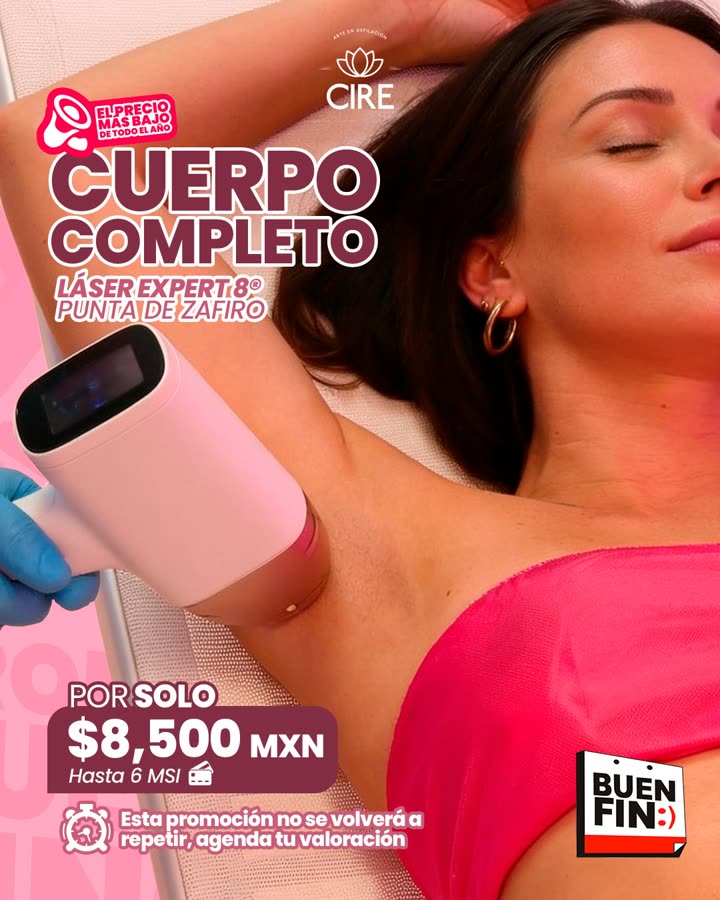 ARTE EN DEPILACIÓN
CIRE
EL PRECIO
MÁS BAJO
DE TODO EL AÑO
CUERPO
COMPLETO
LÁSER EXPERT 8®
PUNTA DE ZAFIRO
POR SOLO
$8,500 MXN
Hasta 6 MSI
Esta promoción no se volverá a
repetir, agenda tu valoración
BUEN
FIN:)